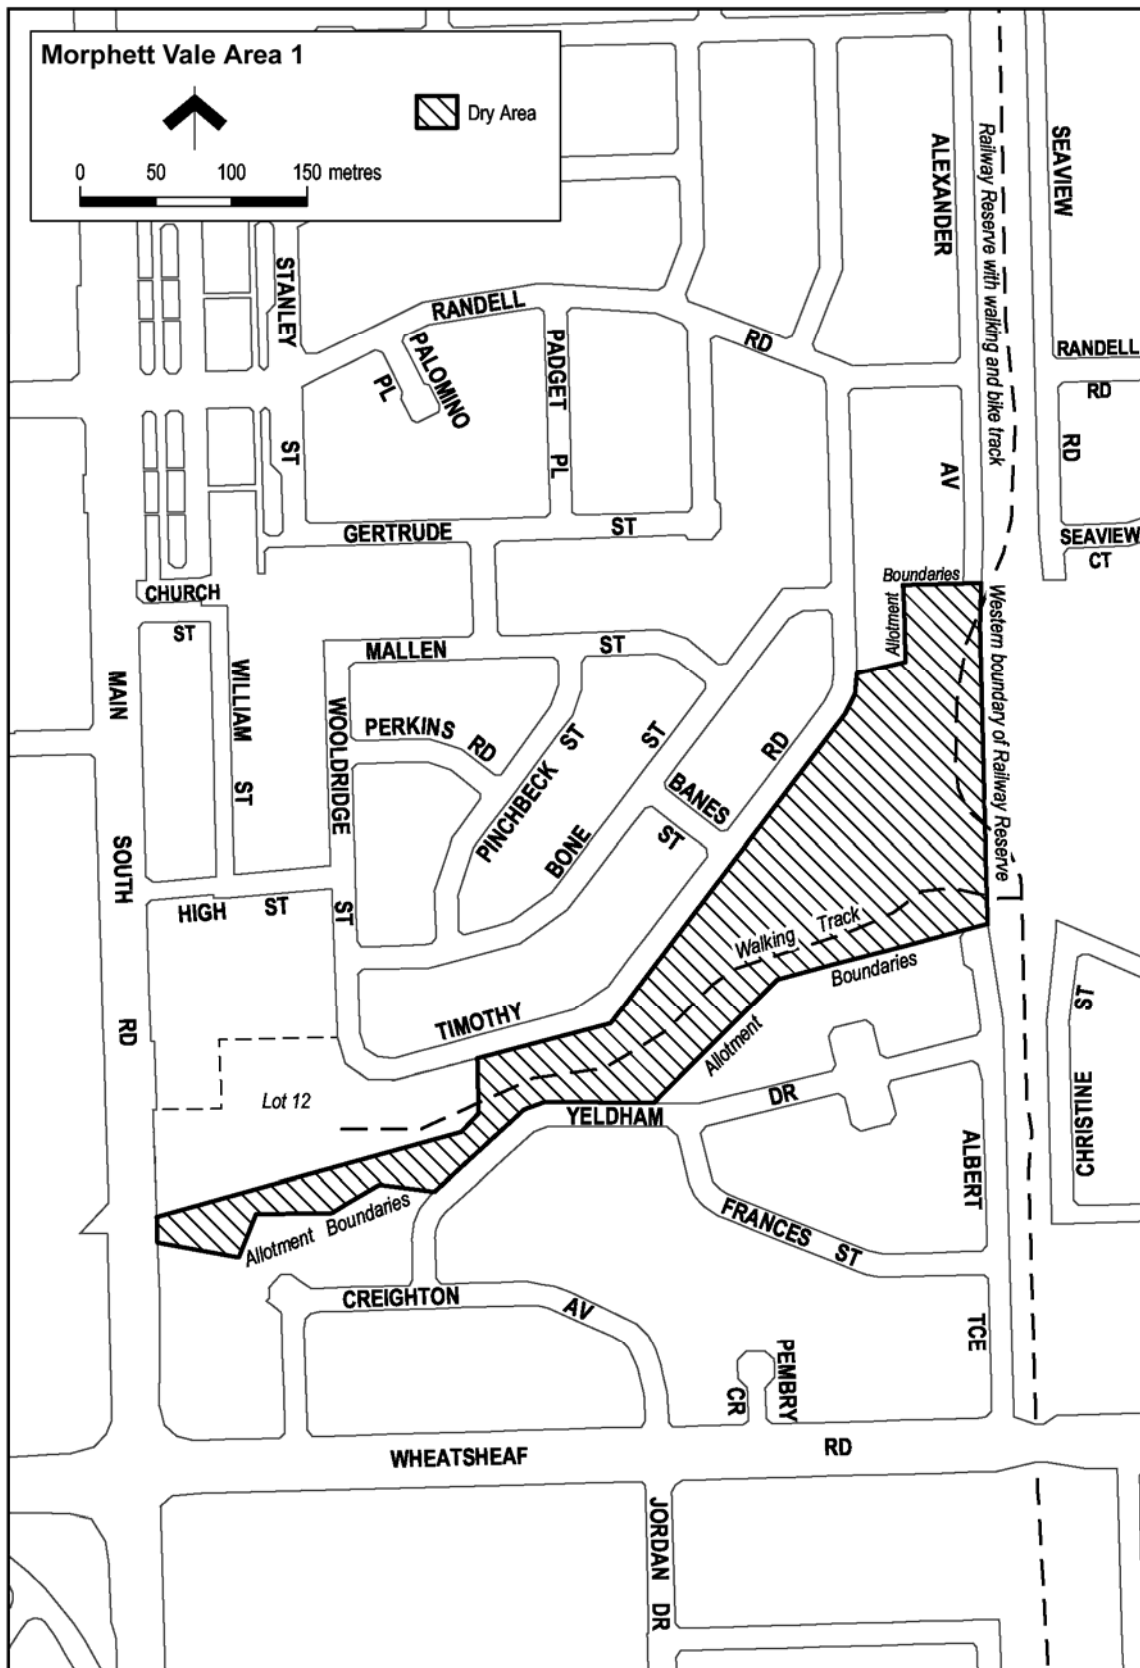 Morphett Vale Area 1
Dry Area
0 50 100 150 metres
ALEXANDER
AV
Railway Reserve with walking and bike track
SEAVIEW
RD
STANLEY
ST
RANDELL
RD
PALOMINO
PL
PADGET
PL
RANDELL
RD
SEAVIEW
CT
GERTRUDE ST
CHURCH
ST
Boundaries
Allotment
Western boundary of Railway Reserve
MALLEN ST
MAIN
SOUTH
RD
WILLIAM
ST
WOOLDRIDGE
ST
PERKINS RD
PINCHBECK ST
BONE ST
BANES
ST
TIMOTHY RD
HIGH ST
Walking Track
Boundaries
Allotment
Lot 12
YELDHAM DR
CHRISTINE ST
ALBERT
TCE
FRANCES ST
Allotment Boundaries
CREIGHTON AV
PEMBRY
CR
WHEATSHEAF RD
JORDAN DR